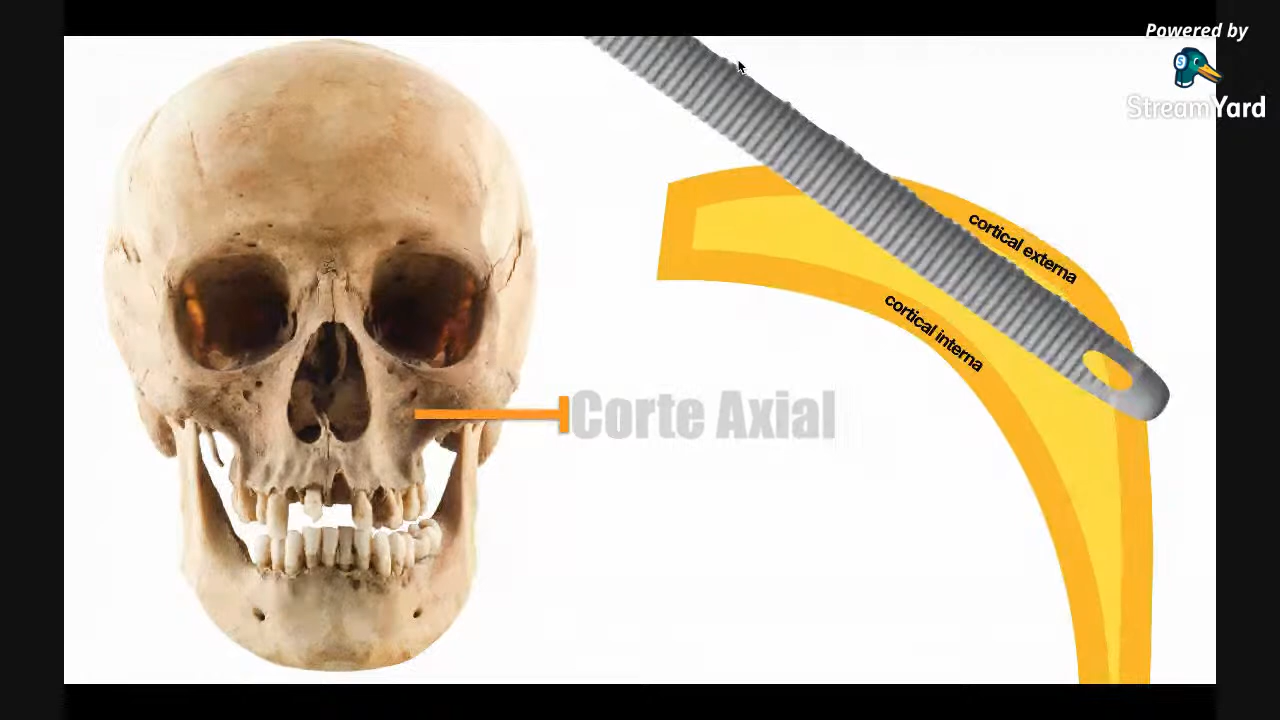 Powered by
StreamYard
cortical externa
cortical interna
Corte Axial